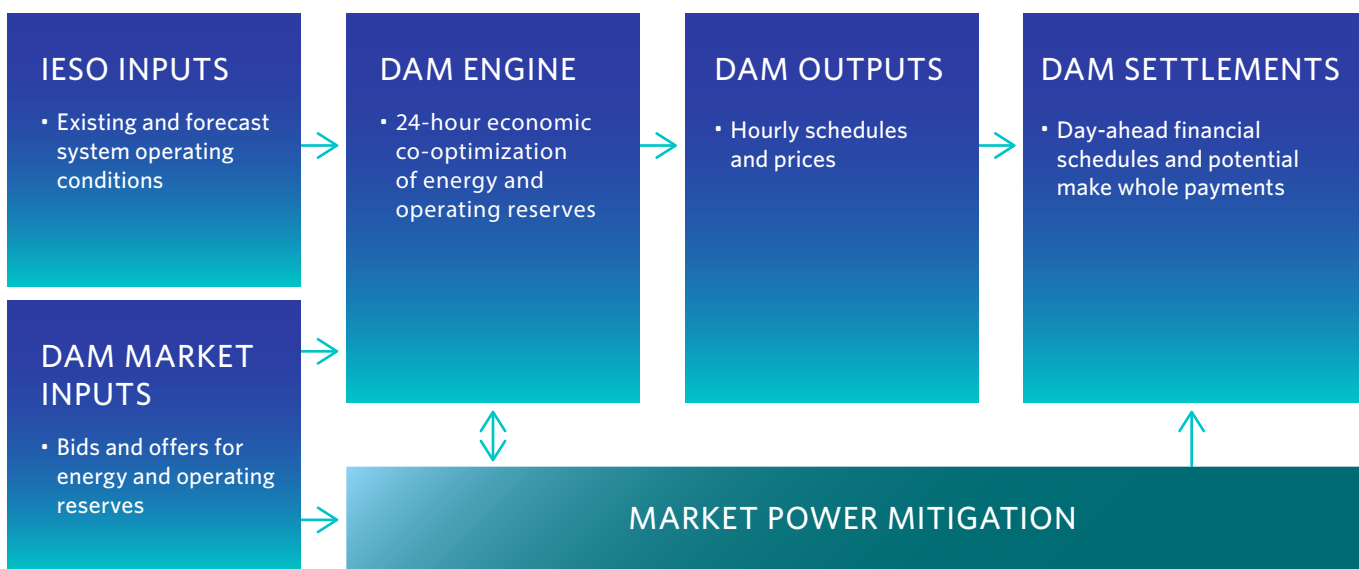 IESO INPUTS
• Existing and forecast
system operating
conditions
DAM MARKET
INPUTS
• Bids and offers for
energy and operating
reserves
DAM ENGINE
• 24-hour economic
co-optimization
of energy and
operating reserves
DAM OUTPUTS
• Hourly schedules
and prices
DAM SETTLEMENTS
• Day-ahead financial
schedules and potential
make whole payments
MARKET POWER MITIGATION